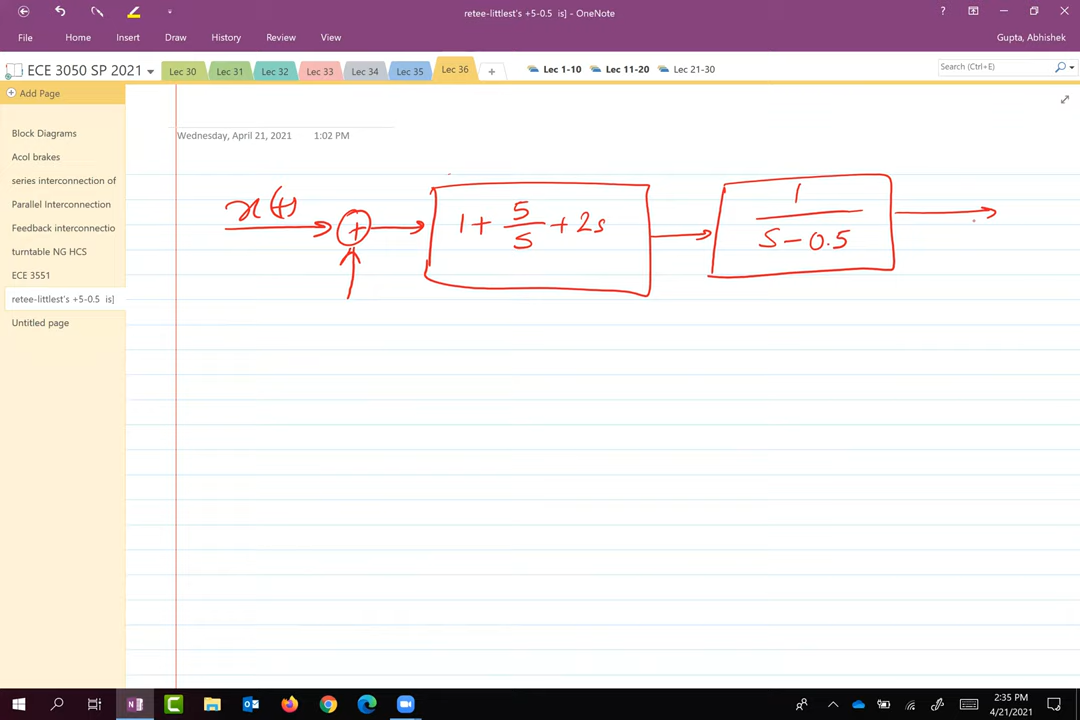 retee-littlest's +5-0.5 is] - OneNote
?
File Home Insert Draw History Review View
Gupta, Abhishek
ECE 3050 SP 2021
Lec 30 Lec 31 Lec 32 Lec 33 Lec 34 Lec 35 Lec 36 +
Lec 1-10 Lec 11-20 Lec 21-30
Search (Ctrl+E)
Add Page
Block Diagrams
Acol brakes
series interconnection of
Parallel Interconnection
Feedback interconnectio
turntable NG HCS
ECE 3551
retee-littlest's +5-0.5 is]
Untitled page
Wednesday, April 21, 2021 1:02 PM
x(t)
+
1 + 5/s + 2s
1/(s - 0.5)
2:35 PM
4/21/2021